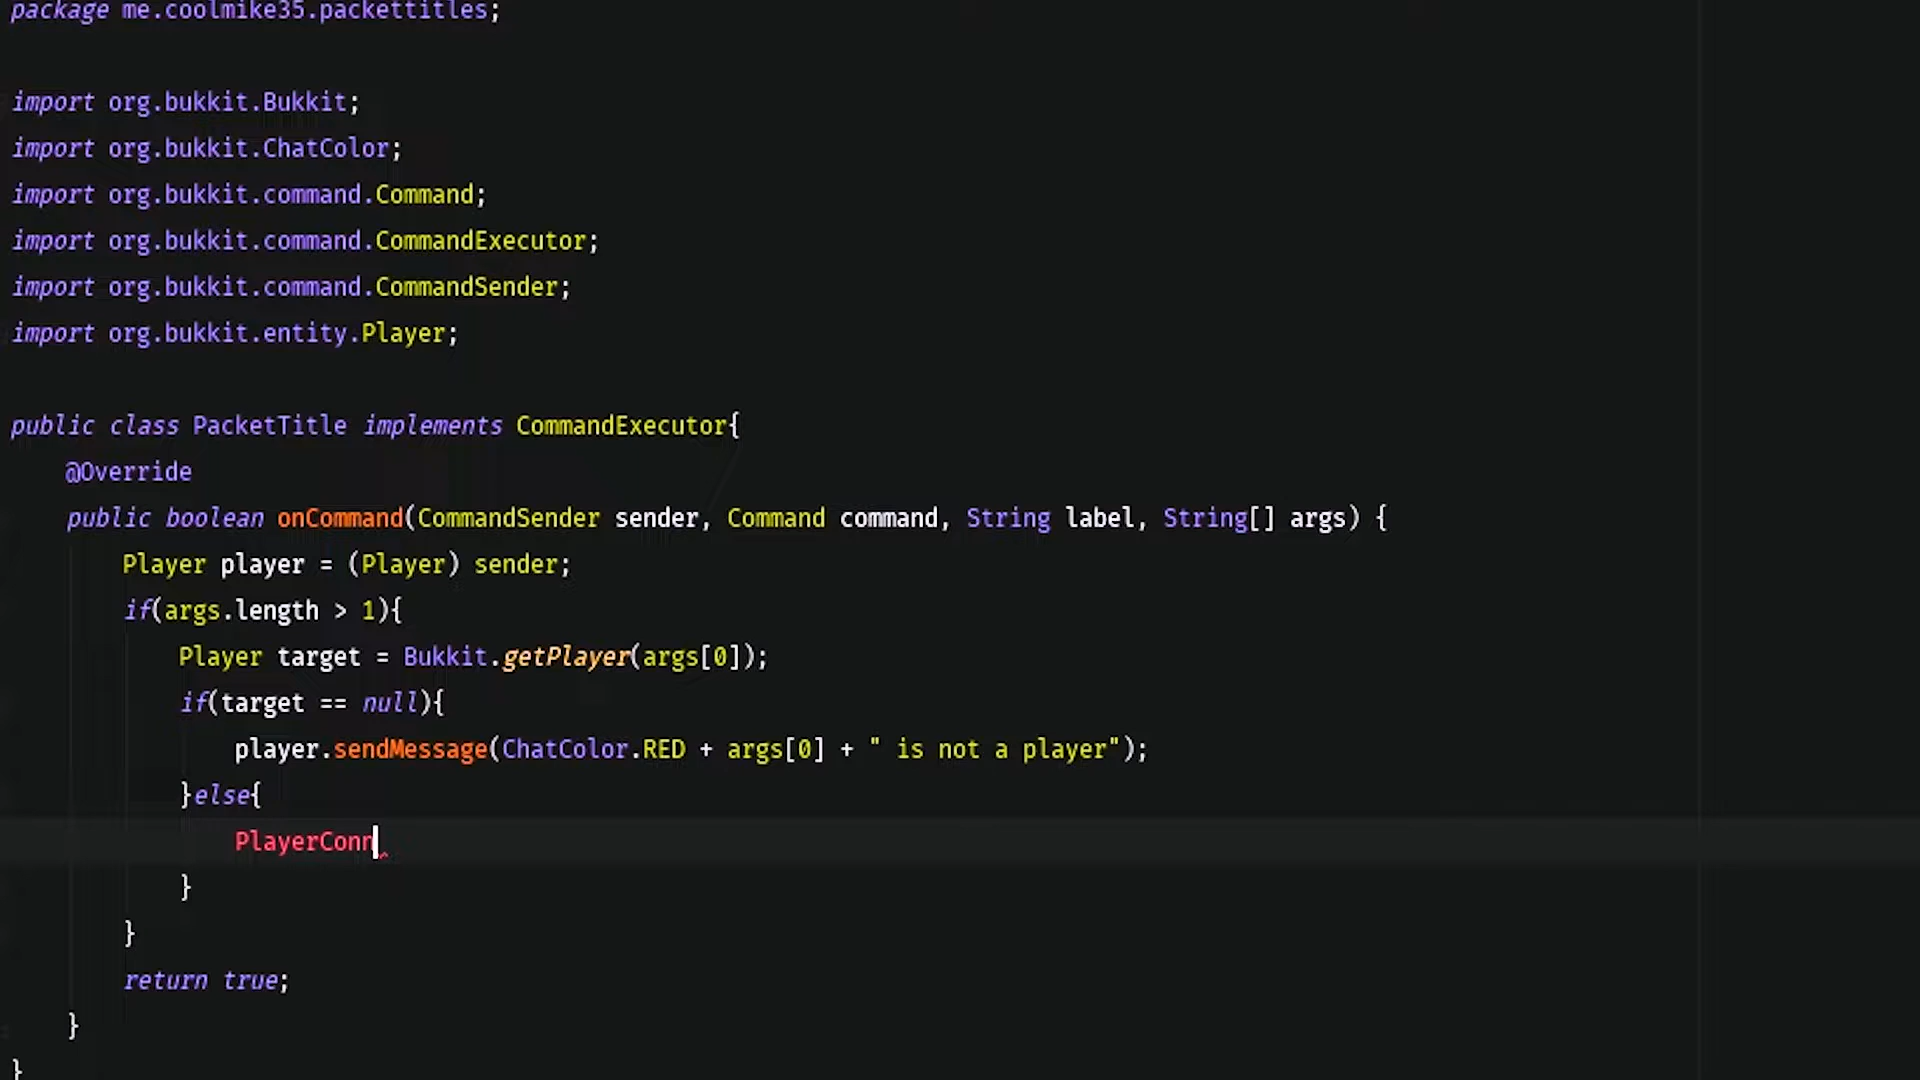 package me.coolmike35.packettitles;
import org.bukkit.Bukkit;
import org.bukkit.ChatColor;
import org.bukkit.command.Command;
import org.bukkit.command.CommandExecutor;
import org.bukkit.command.CommandSender;
import org.bukkit.entity.Player;
public class PacketTitle implements CommandExecutor{
@Override
public boolean onCommand(CommandSender sender, Command command, String label, String[] args) {
Player player = (Player) sender;
if(args.length > 1){
Player target = Bukkit.getPlayer(args[0]);
if(target == null){
player.sendMessage(ChatColor.RED + args[0] + " is not a player");
}else{
PlayerConn
}
}
return true;
}
}